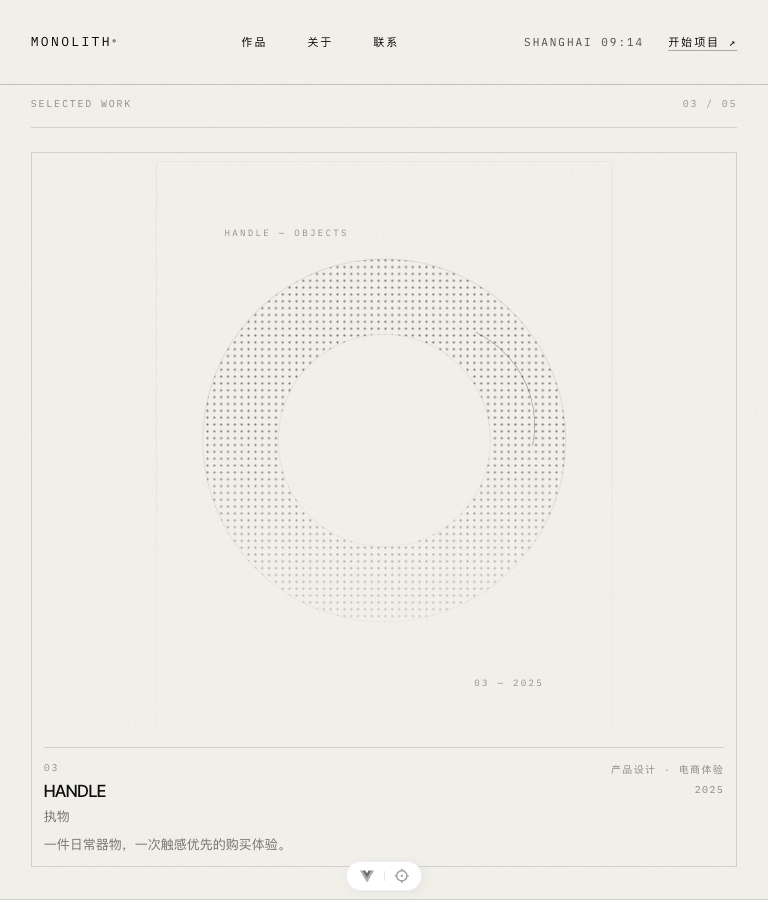 MONOLITH®
作品 关于 联系 SHANGHAI 09:14 开始项目 ↗
SELECTED WORK 03 / 05
HANDLE — OBJECTS
03 — 2025
03 产品设计 · 电商体验
HANDLE 2025
执物
一件日常器物，一次触感优先的购买体验。